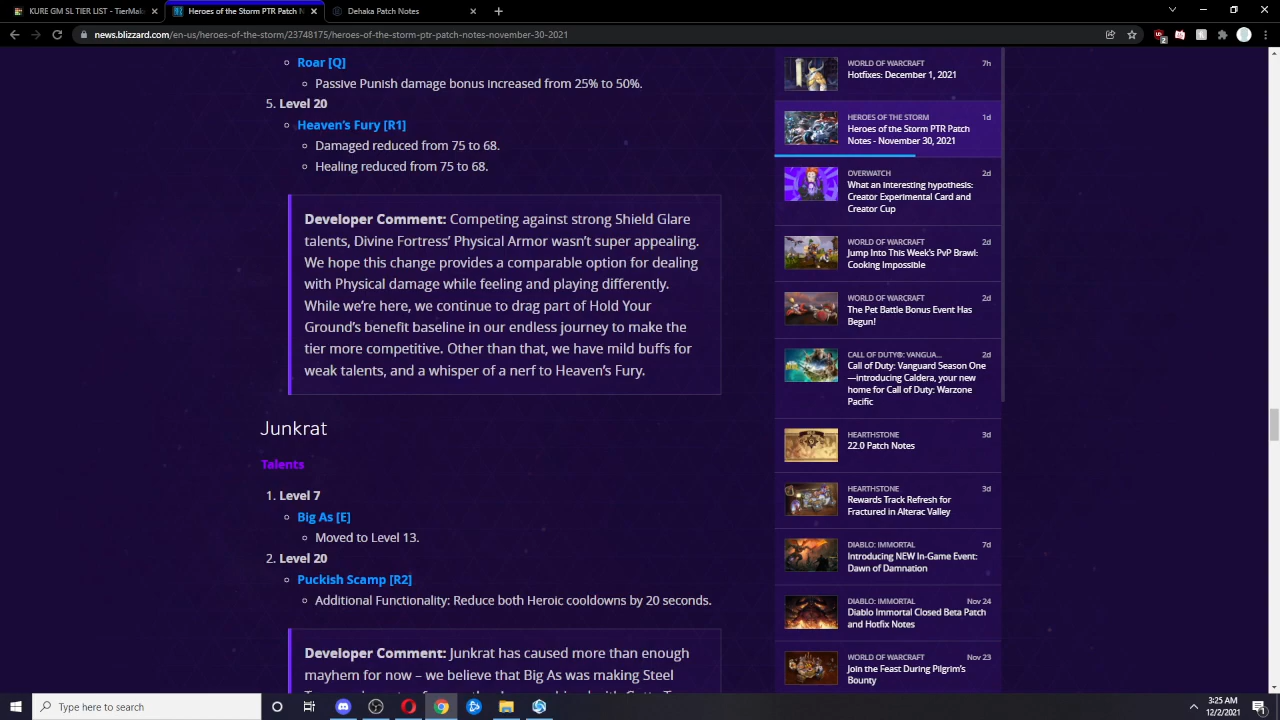 KURE GM SL TIER LIST - TierMak
Heroes of the Storm PTR Patch N
Dehaka Patch Notes
news.blizzard.com/en-us/heroes-of-the-storm/23748175/heroes-of-the-storm-ptr-patch-notes-november-30-2021
Roar [Q]
Passive Punish damage bonus increased from 25% to 50%.
5. Level 20
Heaven's Fury [R1]
Damaged reduced from 75 to 68.
Healing reduced from 75 to 68.
Developer Comment: Competing against strong Shield Glare
talents, Divine Fortress' Physical Armor wasn't super appealing.
We hope this change provides a comparable option for dealing
with Physical damage while feeling and playing differently.
While we're here, we continue to drag part of Hold Your
Ground's benefit baseline in our endless journey to make the
tier more competitive. Other than that, we have mild buffs for
weak talents, and a whisper of a nerf to Heaven's Fury.
Junkrat
Talents
1. Level 7
Big As [E]
Moved to Level 13.
2. Level 20
Puckish Scamp [R2]
Additional Functionality: Reduce both Heroic cooldowns by 20 seconds.
Developer Comment: Junkrat has caused more than enough
mayhem for now – we believe that Big As was making Steel
WORLD OF WARCRAFT 7h
Hotfixes: December 1, 2021
HEROES OF THE STORM 1d
Heroes of the Storm PTR Patch
Notes - November 30, 2021
OVERWATCH 2d
What an interesting hypothesis:
Creator Experimental Card and
Creator Cup
WORLD OF WARCRAFT 2d
Jump Into This Week's PvP Brawl:
Cooking Impossible
WORLD OF WARCRAFT 2d
The Pet Battle Bonus Event Has
Begun!
CALL OF DUTY®: VANGUA... 2d
Call of Duty: Vanguard Season One
—introducing Caldera, your new
home for Call of Duty: Warzone
Pacific
HEARTHSTONE 3d
22.0 Patch Notes
HEARTHSTONE 3d
Rewards Track Refresh for
Fractured in Alterac Valley
DIABLO: IMMORTAL 7d
Introducing NEW In-Game Event:
Dawn of Damnation
DIABLO: IMMORTAL Nov 24
Diablo Immortal Closed Beta Patch
and Hotfix Notes
WORLD OF WARCRAFT Nov 23
Join the Feast During Pilgrim's
Bounty
Type here to search
3:25 AM
12/2/2021